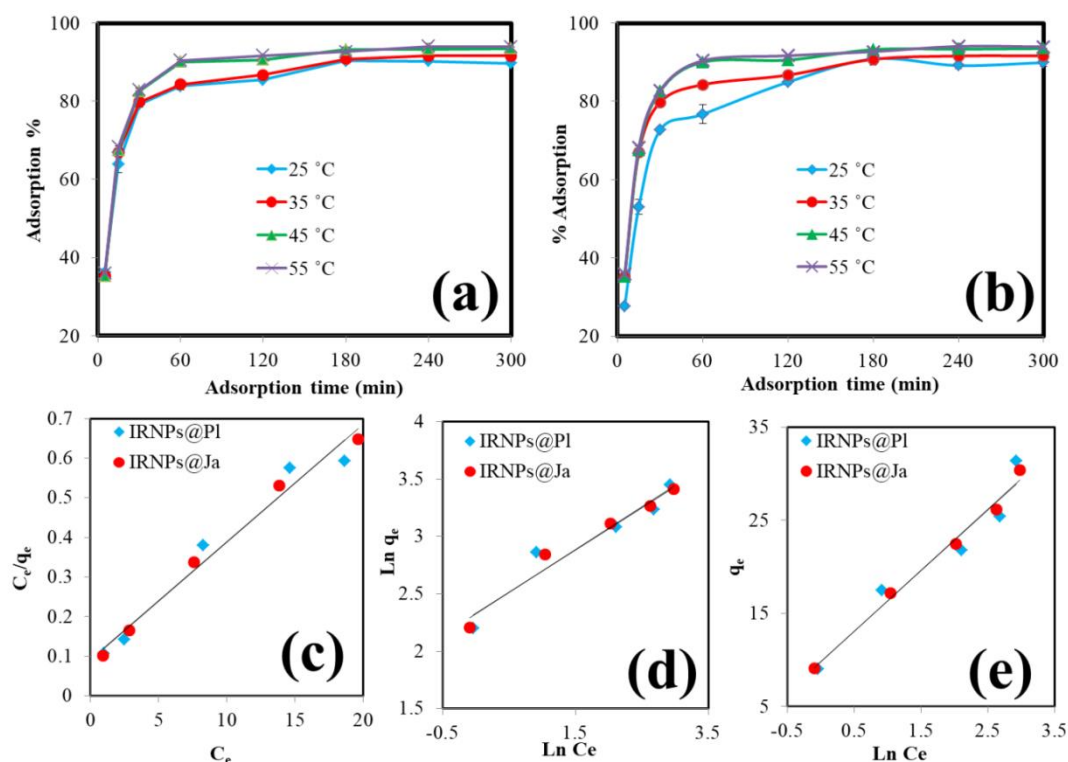 100
80
60
40
20
Adsorption %
25 ˚C
35 ˚C
45 ˚C
55 ˚C
(a)
0 60 120 180 240 300
Adsorption time (min)
100
80
60
40
20
% Adsorption
25 ˚C
35 ˚C
45 ˚C
55 ˚C
(b)
0 60 120 180 240 300
Adsorption time (min)
0.7
0.6
0.5
0.4
0.3
0.2
0.1
0
Ce/qe
IRNPs@Pl
IRNPs@Ja
(c)
0 5 10 15 20
Ce
4
3.5
3
2.5
2
1.5
Ln qe
IRNPs@Pl
IRNPs@Ja
(d)
-0.5 1.5 3.5
Ln Ce
35
25
15
5
qe
IRNPs@Pl
IRNPs@Ja
(e)
-0.5 0.5 1.5 2.5 3.5
Ln Ce